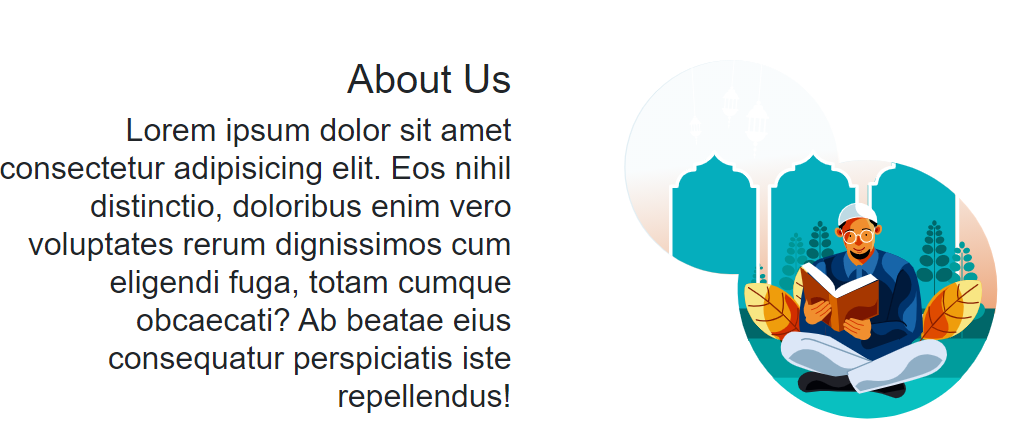 About Us
Lorem ipsum dolor sit amet
consectetur adipisicing elit. Eos nihil
distinctio, doloribus enim vero
voluptates rerum dignissimos cum
eligendi fuga, totam cumque
obcaecati? Ab beatae eius
consequatur perspiciatis iste
repellendus!